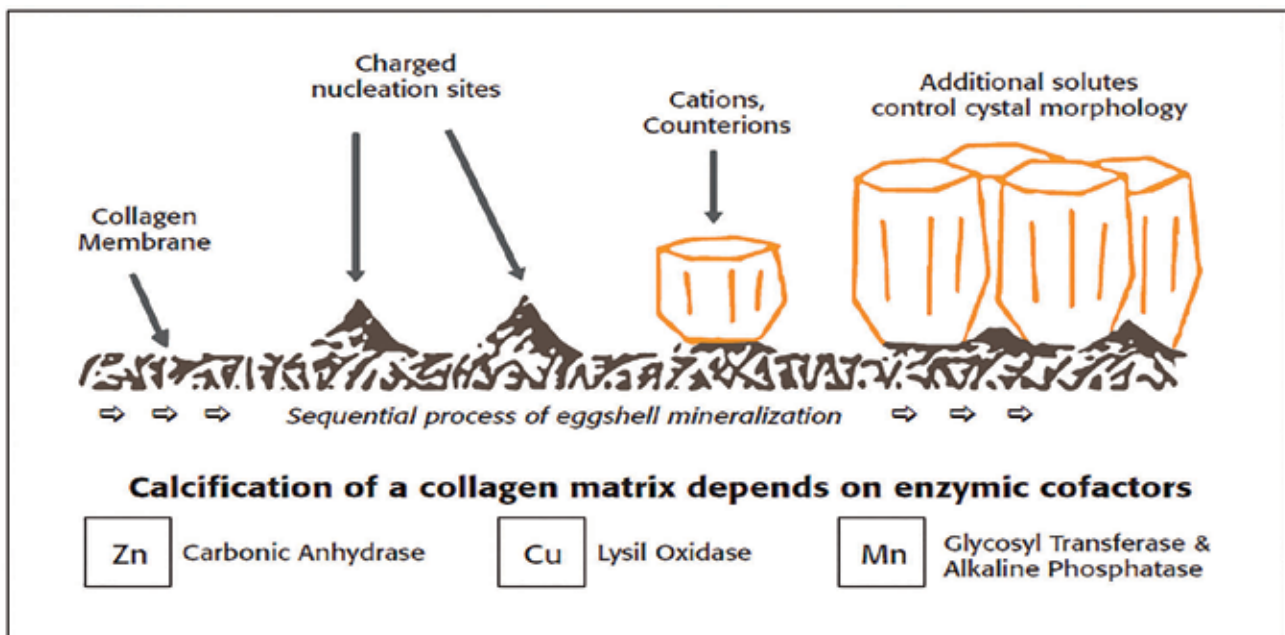 Charged
nucleation sites
Cations,
Counterions
Additional solutes
control cystal morphology
Collagen
Membrane
Sequential process of eggshell mineralization
Calcification of a collagen matrix depends on enzymic cofactors
Zn Carbonic Anhydrase
Cu Lysil Oxidase
Mn Glycosyl Transferase &
Alkaline Phosphatase